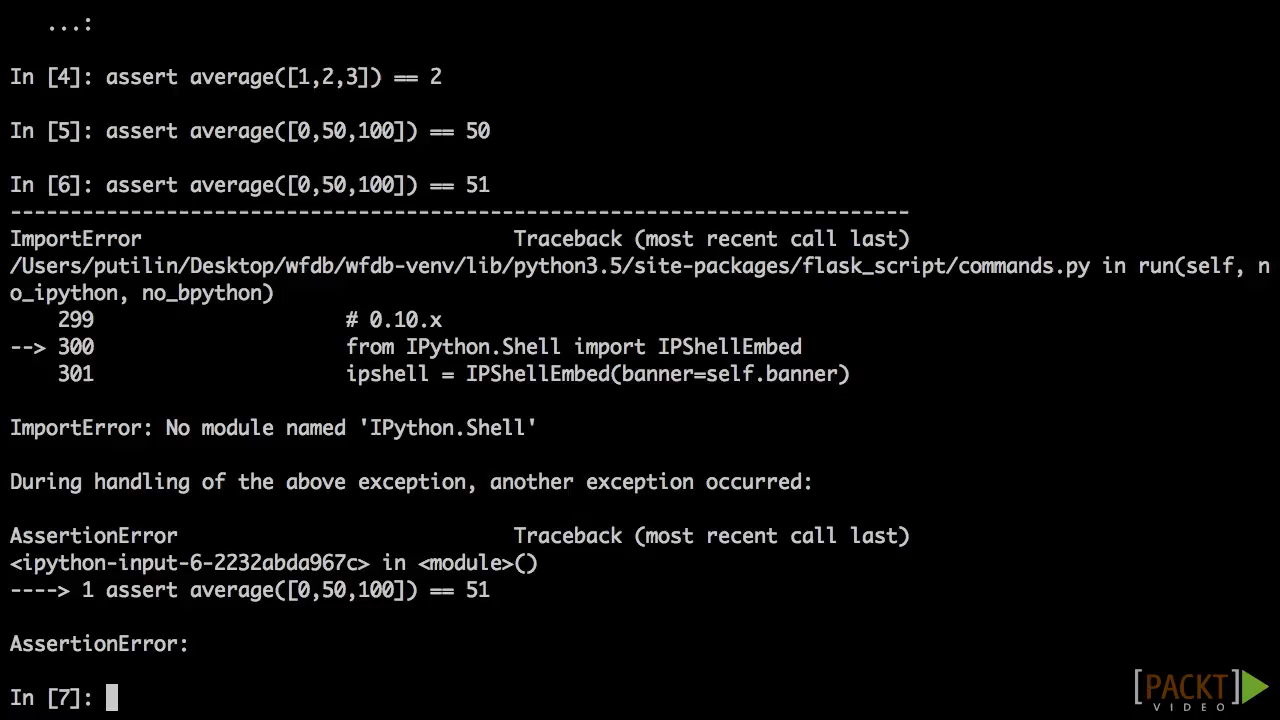 ...:
In [4]: assert average([1,2,3]) == 2
In [5]: assert average([0,50,100]) == 50
In [6]: assert average([0,50,100]) == 51
---------------------------------------------------------------------------
ImportError                               Traceback (most recent call last)
/Users/putilin/Desktop/wfdb/wfdb-venv/lib/python3.5/site-packages/flask_script/commands.py in run(self, n
o_ipython, no_bpython)
    299                     # 0.10.x
--> 300                     from IPython.Shell import IPShellEmbed
    301                     ipshell = IPShellEmbed(banner=self.banner)
ImportError: No module named 'IPython.Shell'
During handling of the above exception, another exception occurred:
AssertionError                            Traceback (most recent call last)
<ipython-input-6-2232abda967c> in <module>()
----> 1 assert average([0,50,100]) == 51
AssertionError:
In [7]:
[PACKT]
VIDEO